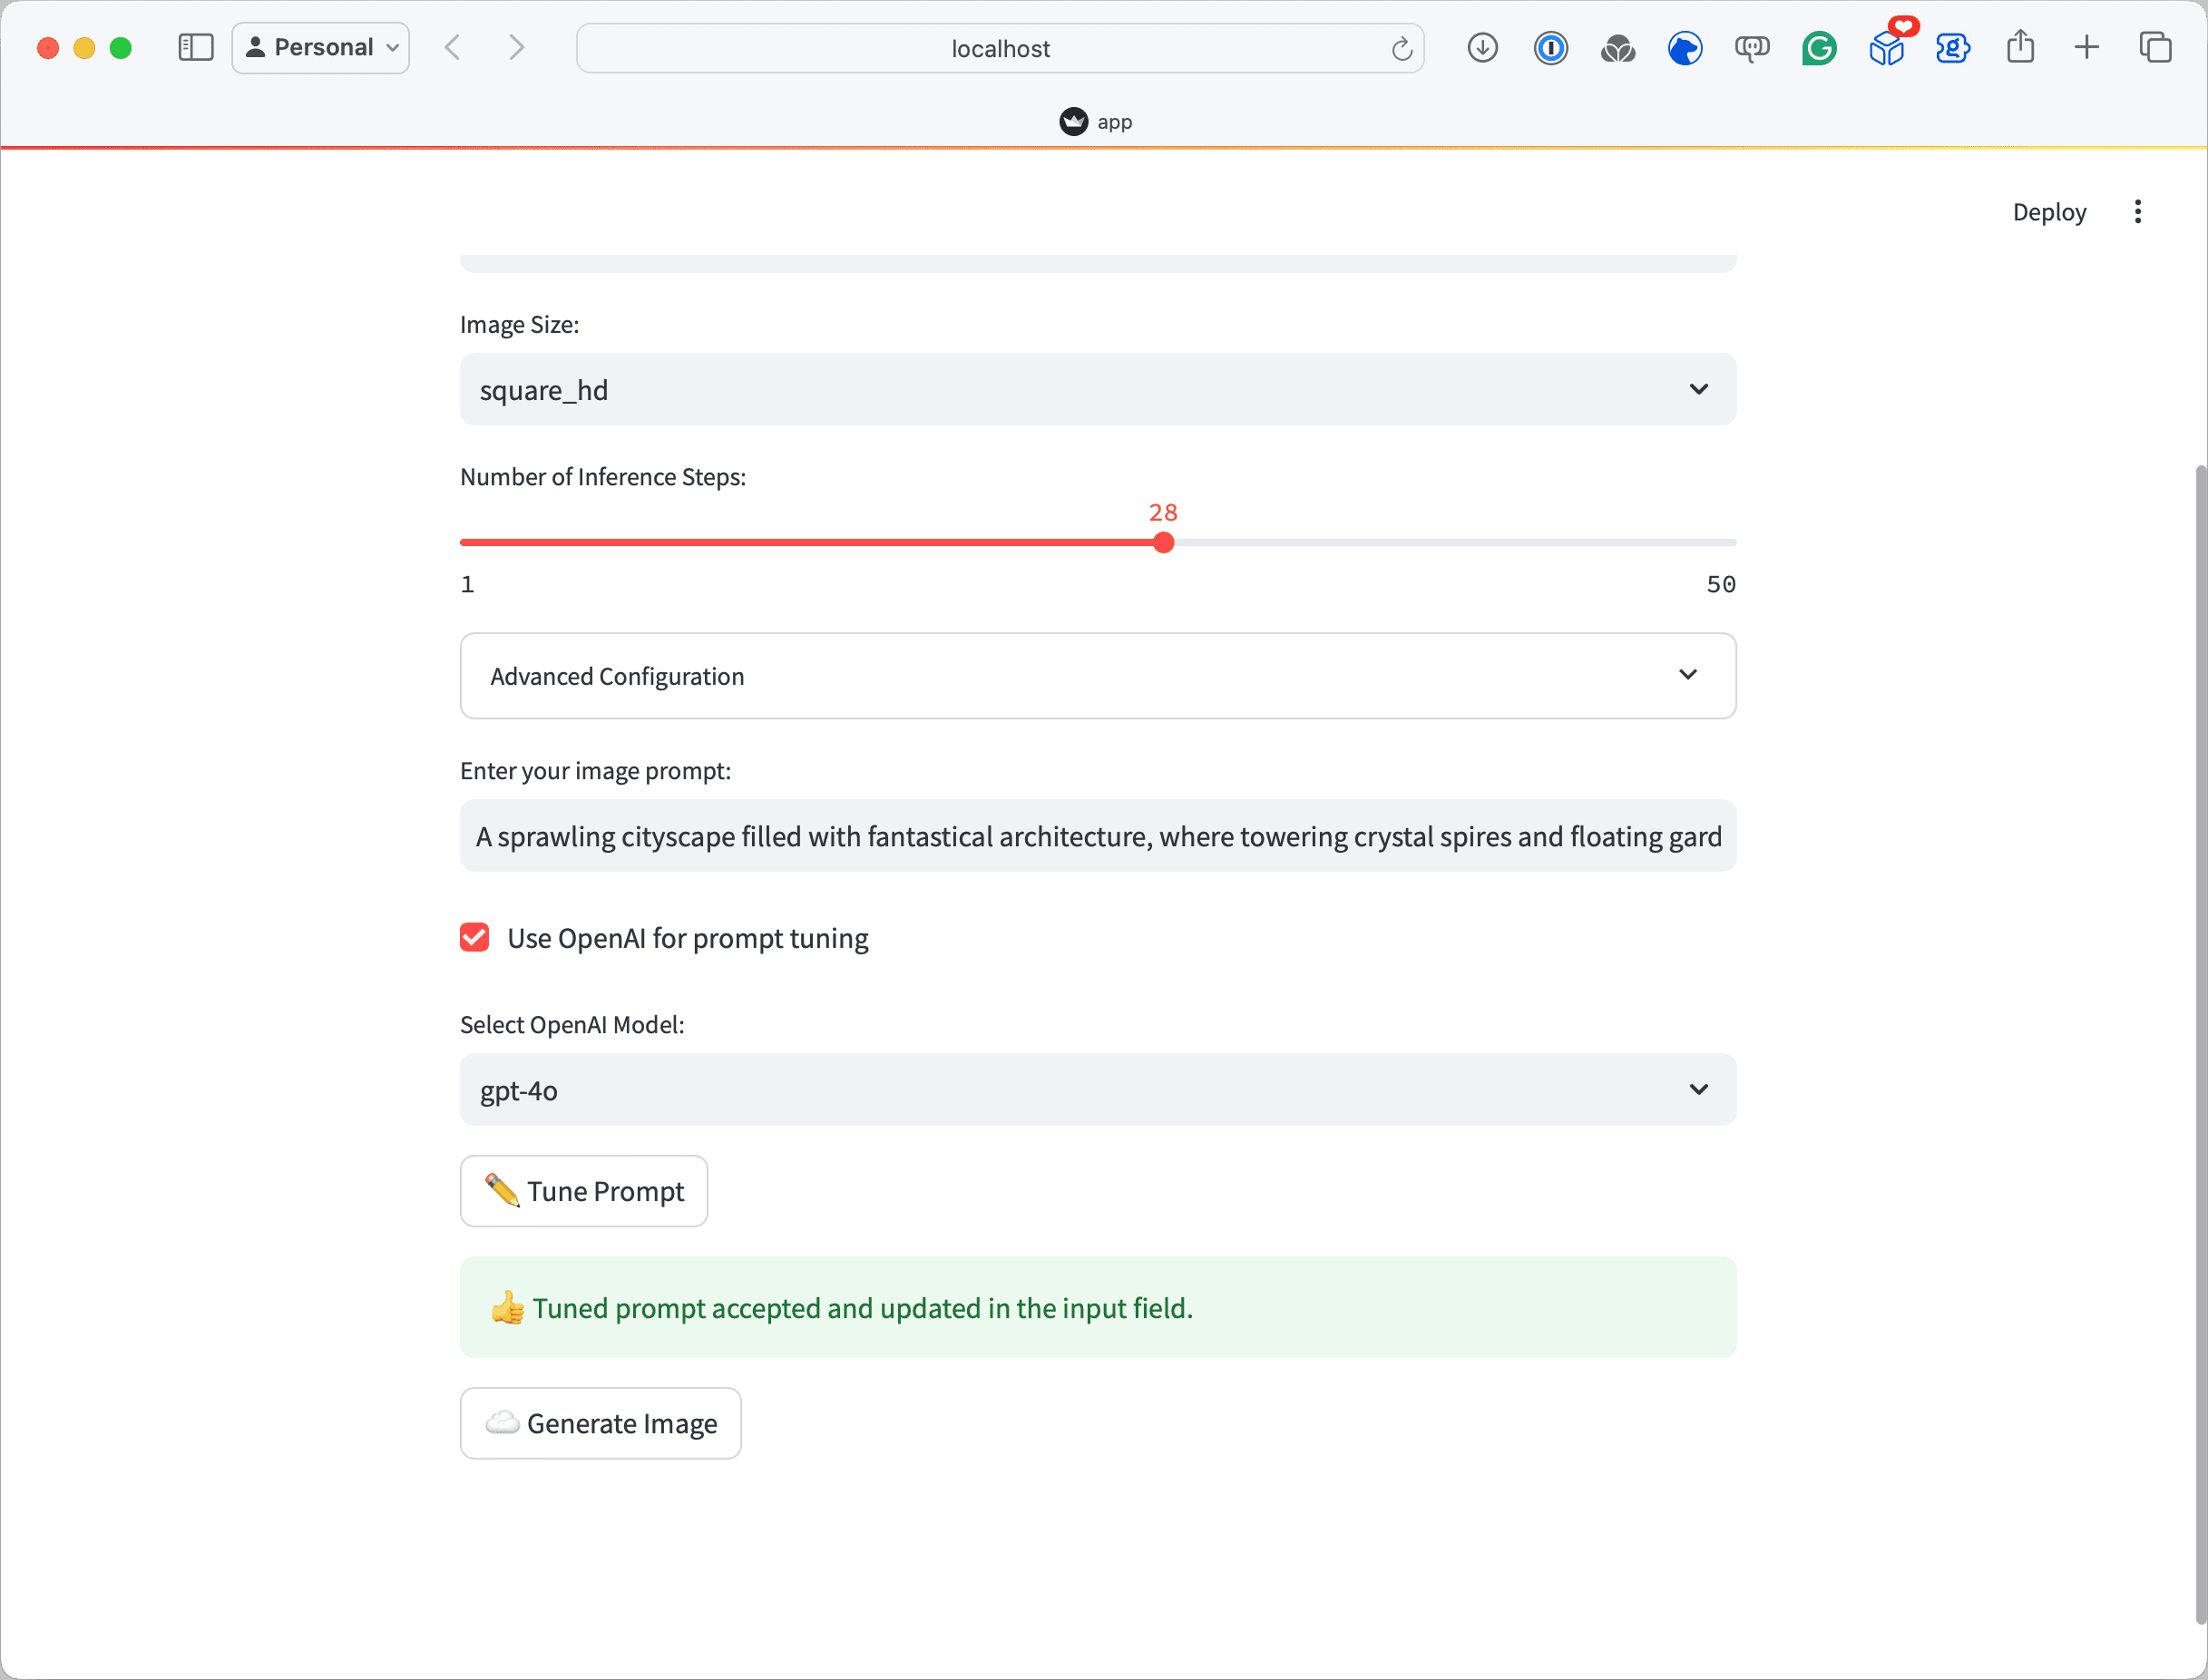 Personal
localhost
app
Deploy
Image Size:
square_hd
Number of Inference Steps:
28
1
50
Advanced Configuration
Enter your image prompt:
A sprawling cityscape filled with fantastical architecture, where towering crystal spires and floating gard
Use OpenAI for prompt tuning
Select OpenAI Model:
gpt-4o
✏️ Tune Prompt
👍 Tuned prompt accepted and updated in the input field.
☁️ Generate Image